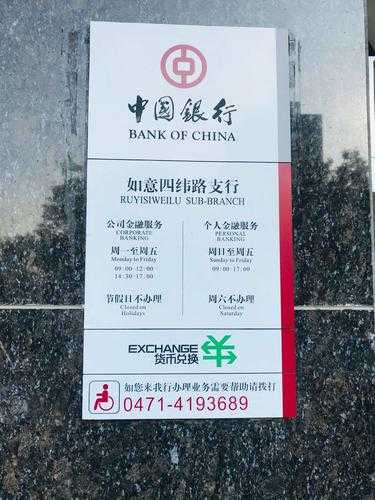 中國銀行
BANK OF CHINA
如意四纬路支行
RUYISIWEILU SUB-BRANCH
公司金融服务
CORPORATE
BANKING
周一至周五
Monday to Friday
09:00-12:00
14:30-17:00
节假日不办理
Closed on
Holidays
个人金融服务
PERSONAL
BANKING
周日至周五
Sunday to Friday
09:00-17:00
周六不办理
Closed on
Saturday
EXCHANGE
货币兑换
如您来我行办理业务需要帮助请拨打
0471-4193689